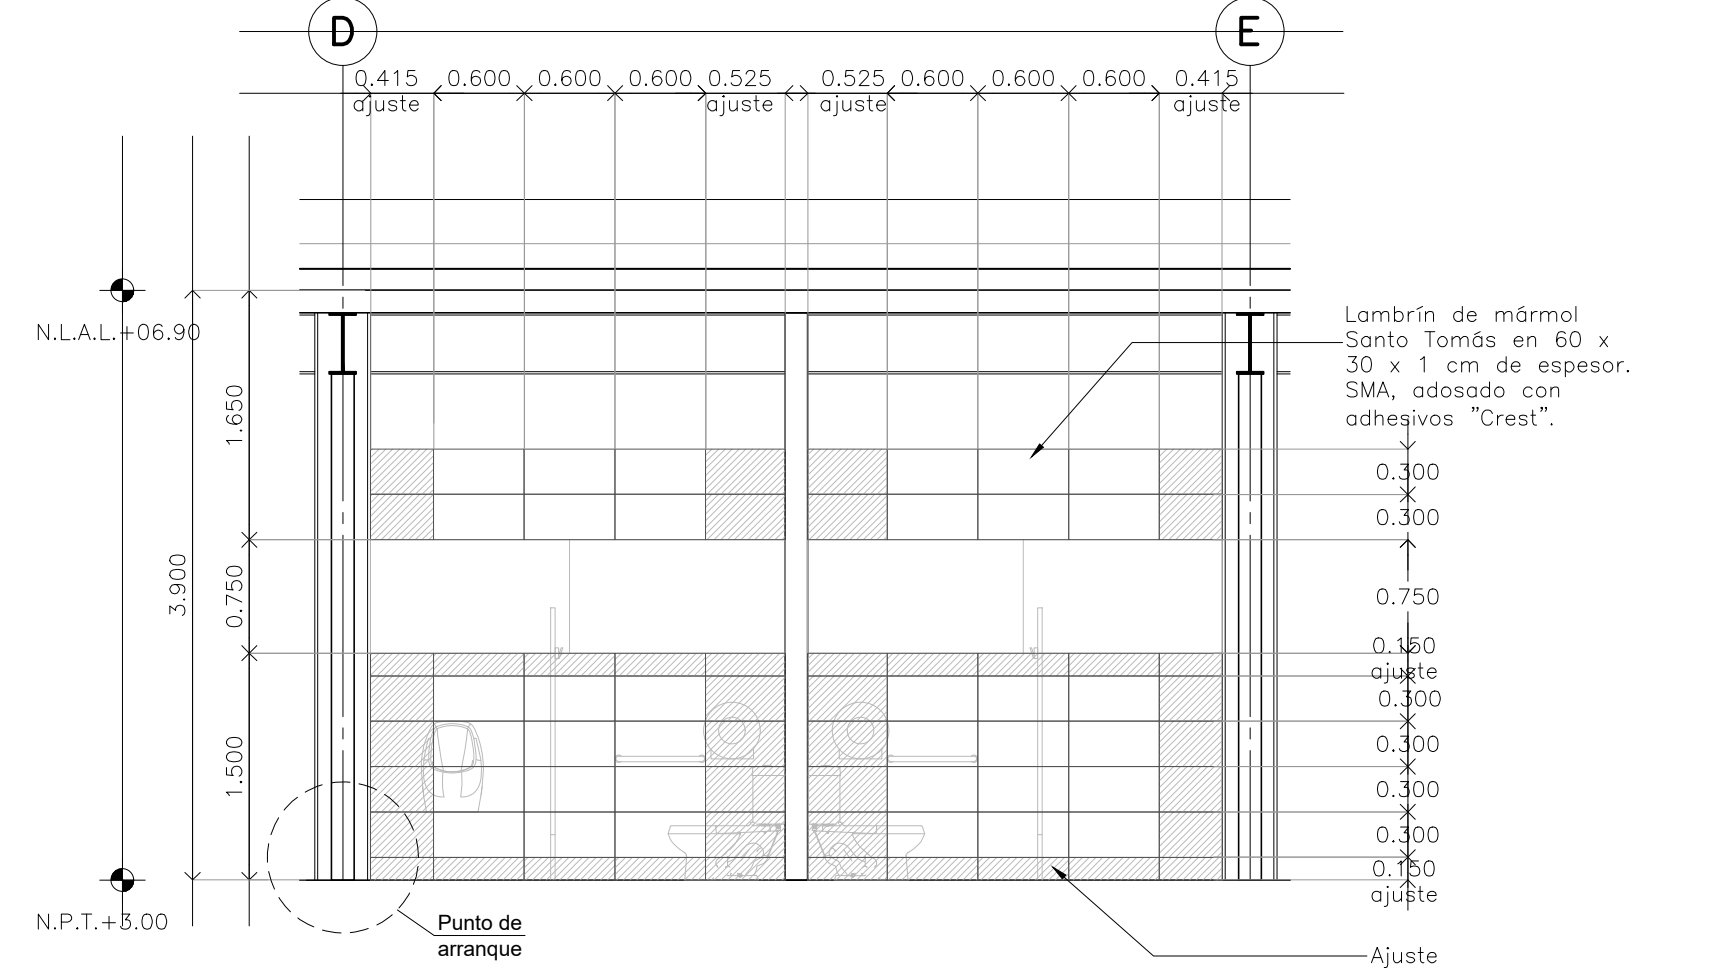 D E
0.415 0.600 0.600 0.600 0.525 0.525 0.600 0.600 0.600 0.415
ajuste ajuste ajuste ajuste
N.L.A.L.+06.90
1.650
3.900
0.750
1.500
N.P.T.+3.00
Lambrín de mármol
Santo Tomás en 60 x
30 x 1 cm de espesor.
SMA, adosado con
adhesivos "Crest".
0.300
0.300
0.750
0.150
ajuste
0.300
0.300
0.300
0.300
0.150
ajuste
Punto de
arranque
Ajuste